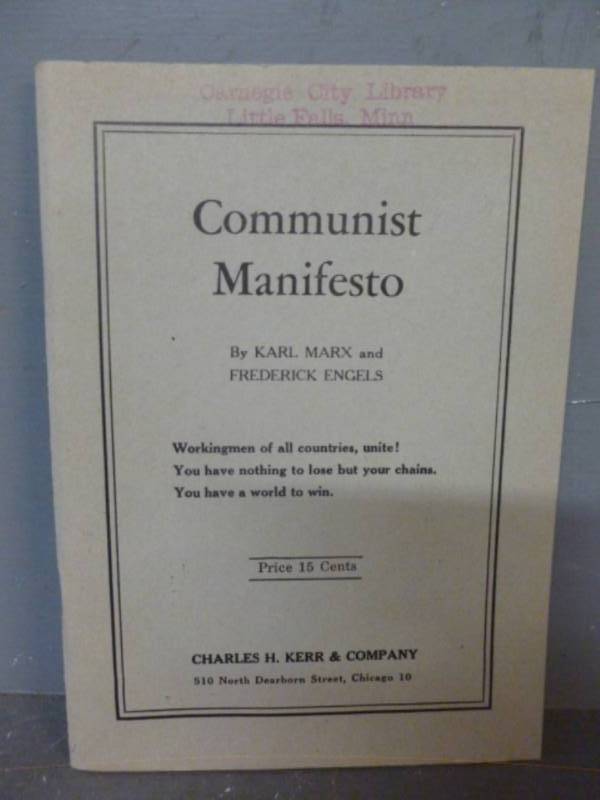 Carnegie City Library
Little Falls, Minn
Communist
Manifesto
By KARL MARX and
FREDERICK ENGELS
Workingmen of all countries, unite!
You have nothing to lose but your chains.
You have a world to win.
Price 15 Cents
CHARLES H. KERR & COMPANY
510 North Dearborn Street, Chicago 10